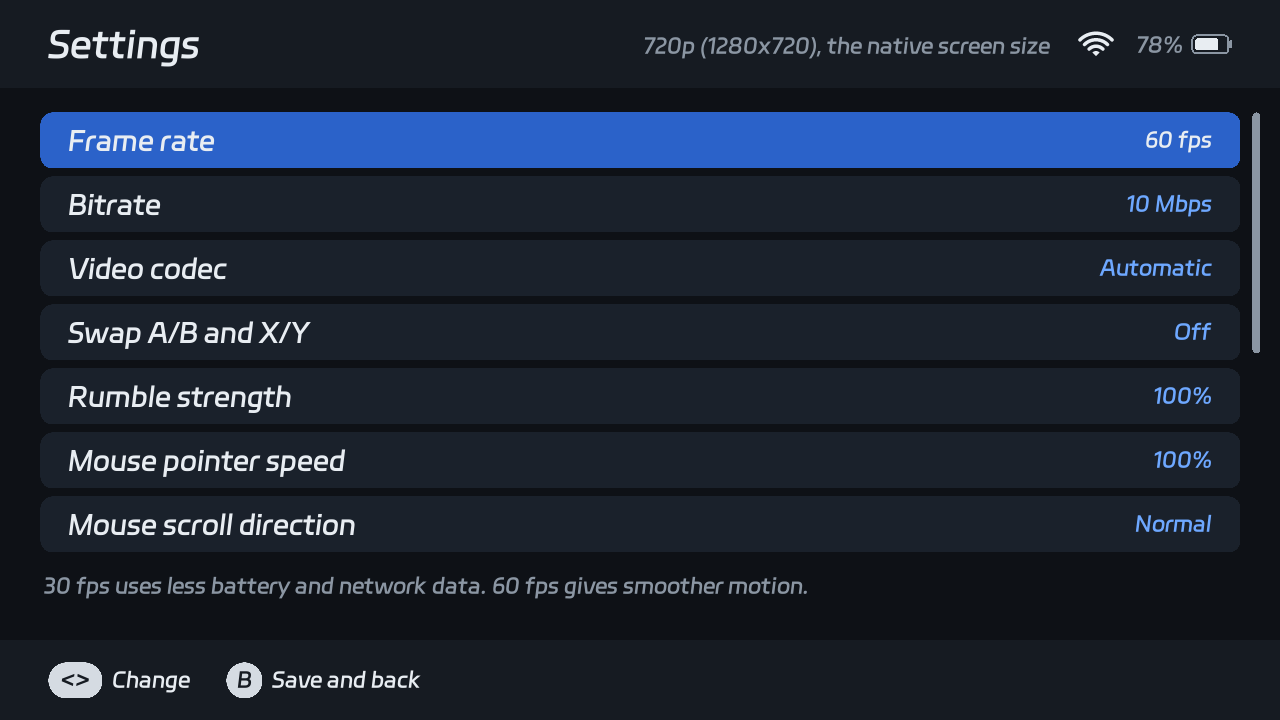 Settings
720p (1280x720), the native screen size
78%
Frame rate
60 fps
Bitrate
10 Mbps
Video codec
Automatic
Swap A/B and X/Y
Off
Rumble strength
100%
Mouse pointer speed
100%
Mouse scroll direction
Normal
30 fps uses less battery and network data. 60 fps gives smoother motion.
<> Change
B Save and back